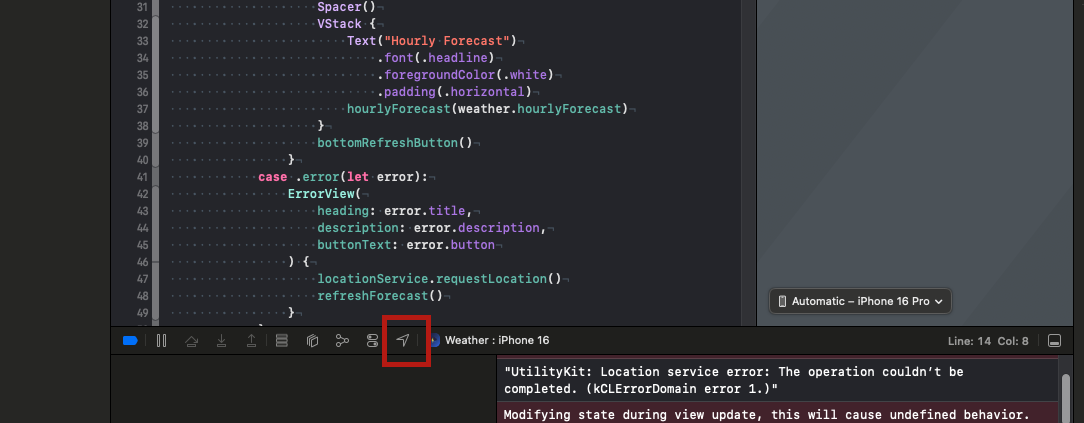 31 Spacer()
32 VStack {
33 Text("Hourly Forecast")
34 .font(.headline)
35 .foregroundColor(.white)
36 .padding(.horizontal)
37 hourlyForecast(weather.hourlyForecast)
38 }
39 bottomRefreshButton()
40 }
41 case .error(let error):
42 ErrorView(
43 heading: error.title,
44 description: error.description,
45 buttonText: error.button
46 ) {
47 locationService.requestLocation()
48 refreshForecast()
49 }
}
Automatic – iPhone 16 Pro
Weather : iPhone 16
Line: 14 Col: 8
"UtilityKit: Location service error: The operation couldn’t be
completed. (kCLErrorDomain error 1.)"
Modifying state during view update, this will cause undefined behavior.